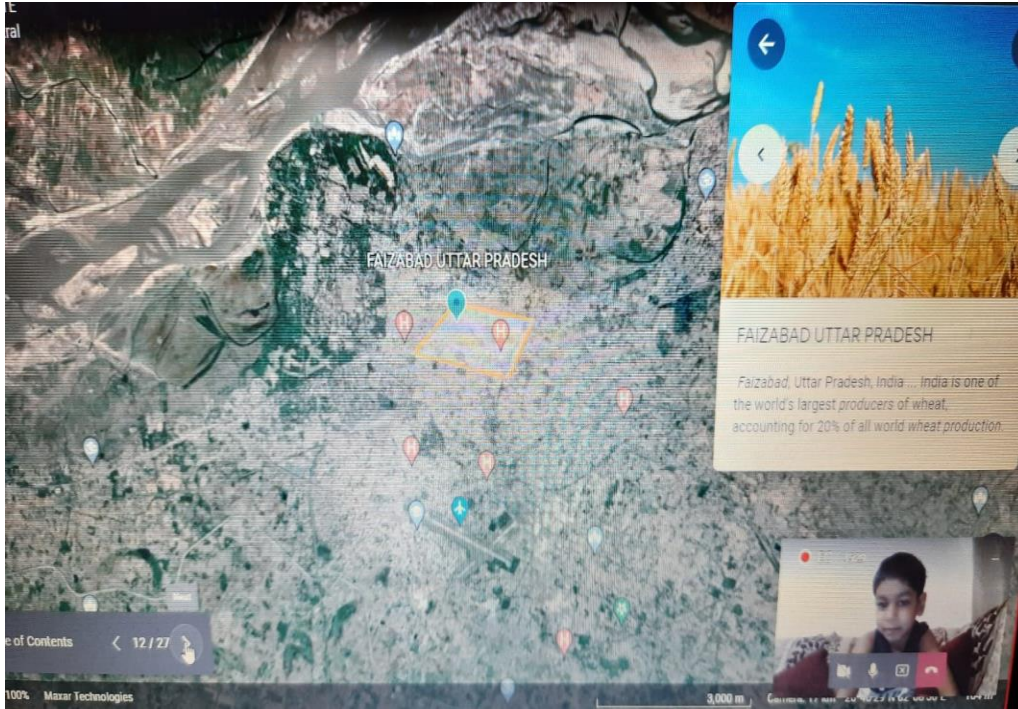 FAIZABAD UTTAR PRADESH
FAIZABAD UTTAR PRADESH
Faizabad, Uttar Pradesh, India ... India is one of
the world's largest producers of wheat,
accounting for 20% of all world wheat production.
H
H
H
H
H
H
Next
e of Contents
12 / 27
100%
Maxar Technologies
3,000 m